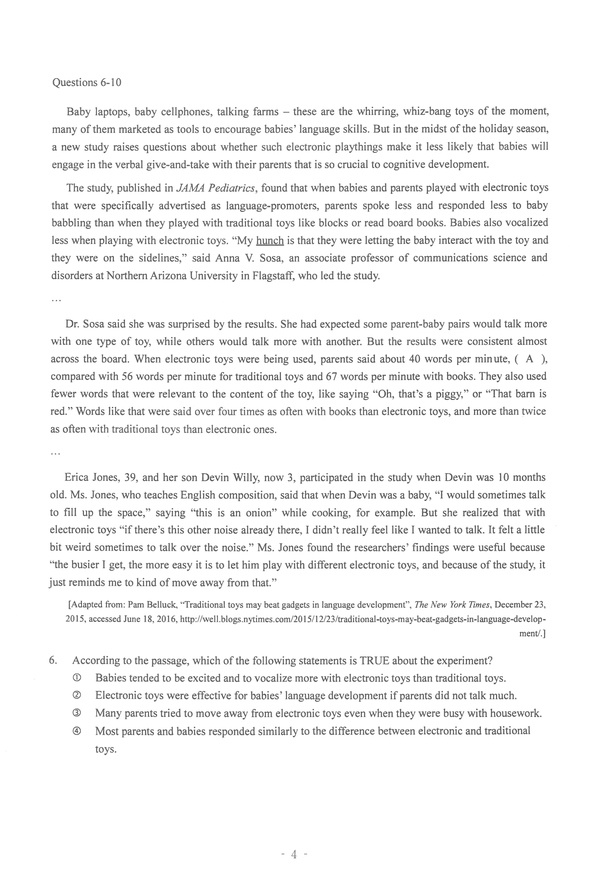 Questions 6-10
Baby laptops, baby cellphones, talking farms – these are the whirring, whiz-bang toys of the moment,
many of them marketed as tools to encourage babies' language skills. But in the midst of the holiday season,
a new study raises questions about whether such electronic playthings make it less likely that babies will
engage in the verbal give-and-take with their parents that is so crucial to cognitive development.
The study, published in JAMA Pediatrics, found that when babies and parents played with electronic toys
that were specifically advertised as language-promoters, parents spoke less and responded less to baby
babbling than when they played with traditional toys like blocks or read board books. Babies also vocalized
less when playing with electronic toys. “My hunch is that they were letting the baby interact with the toy and
they were on the sidelines,” said Anna V. Sosa, an associate professor of communications science and
disorders at Northern Arizona University in Flagstaff, who led the study.
…
Dr. Sosa said she was surprised by the results. She had expected some parent-baby pairs would talk more
with one type of toy, while others would talk more with another. But the results were consistent almost
across the board. When electronic toys were being used, parents said about 40 words per minute, ( A ),
compared with 56 words per minute for traditional toys and 67 words per minute with books. They also used
fewer words that were relevant to the content of the toy, like saying “Oh, that's a piggy,” or “That barn is
red.” Words like that were said over four times as often with books than electronic toys, and more than twice
as often with traditional toys than electronic ones.
…
Erica Jones, 39, and her son Devin Willy, now 3, participated in the study when Devin was 10 months
old. Ms. Jones, who teaches English composition, said that when Devin was a baby, “I would sometimes talk
to fill up the space,” saying “this is an onion” while cooking, for example. But she realized that with
electronic toys “if there's this other noise already there, I didn't really feel like I wanted to talk. It felt a little
bit weird sometimes to talk over the noise.” Ms. Jones found the researchers' findings were useful because
“the busier I get, the more easy it is to let him play with different electronic toys, and because of the study, it
just reminds me to kind of move away from that.”
[Adapted from: Pam Belluck, “Traditional toys may beat gadgets in language development”, The New York Times, December 23,
2015, accessed June 18, 2016, http://well.blogs.nytimes.com/2015/12/23/traditional-toys-may-beat-gadgets-in-language-develop-
ment/.]
6. According to the passage, which of the following statements is TRUE about the experiment?
① Babies tended to be excited and to vocalize more with electronic toys than traditional toys.
② Electronic toys were effective for babies' language development if parents did not talk much.
③ Many parents tried to move away from electronic toys even when they were busy with housework.
④ Most parents and babies responded similarly to the difference between electronic and traditional
toys.
- 4 -